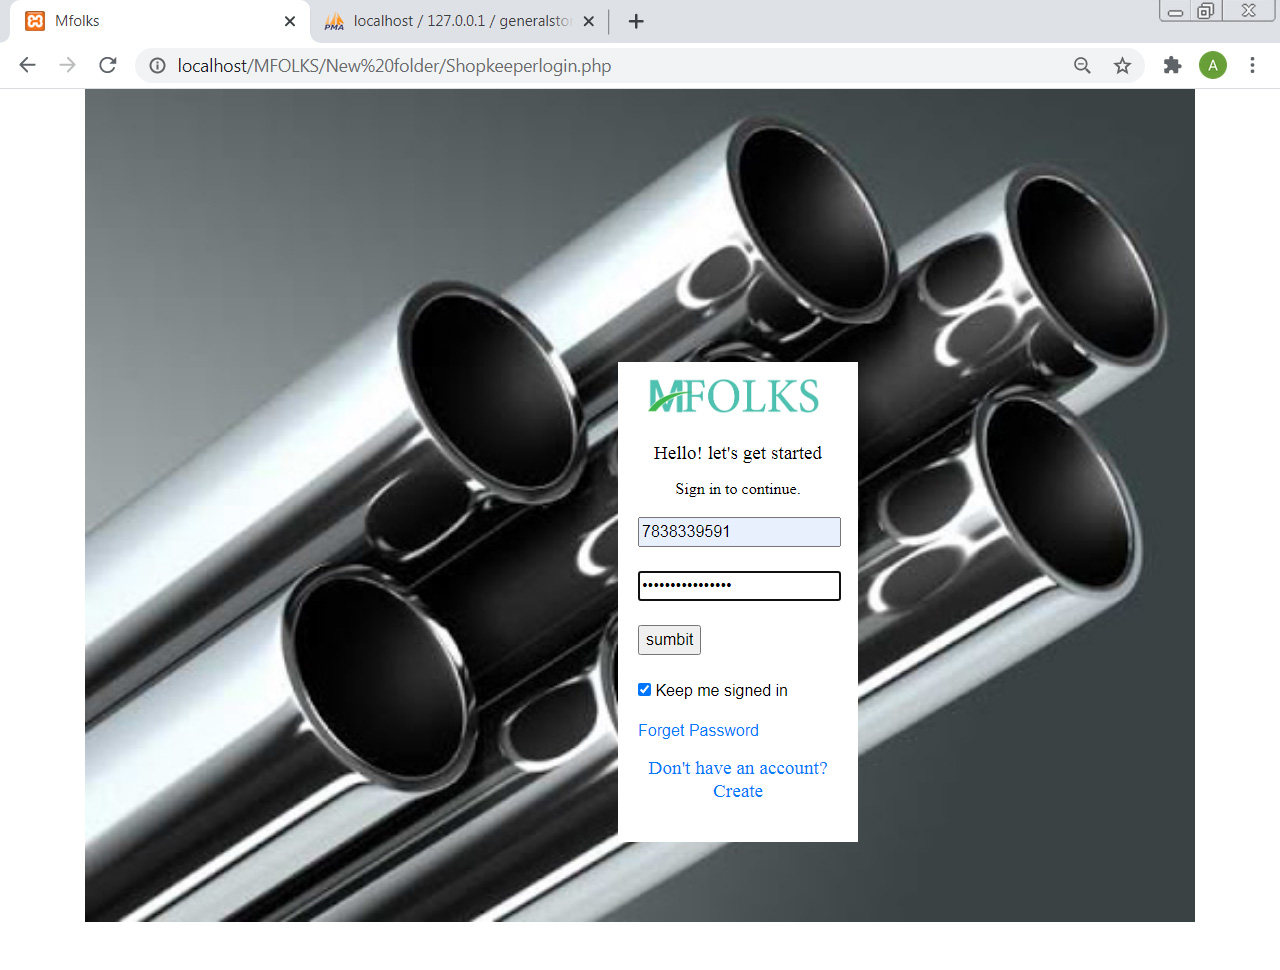 Mfolks
PMA
localhost / 127.0.0.1 / generalsto
localhost/MFOLKS/New%20folder/Shopkeeperlogin.php
A
MFOLKS
Hello! let's get started
Sign in to continue.
7838339591
••••••••••••••••
sumbit
Keep me signed in
Forget Password
Don't have an account?
Create